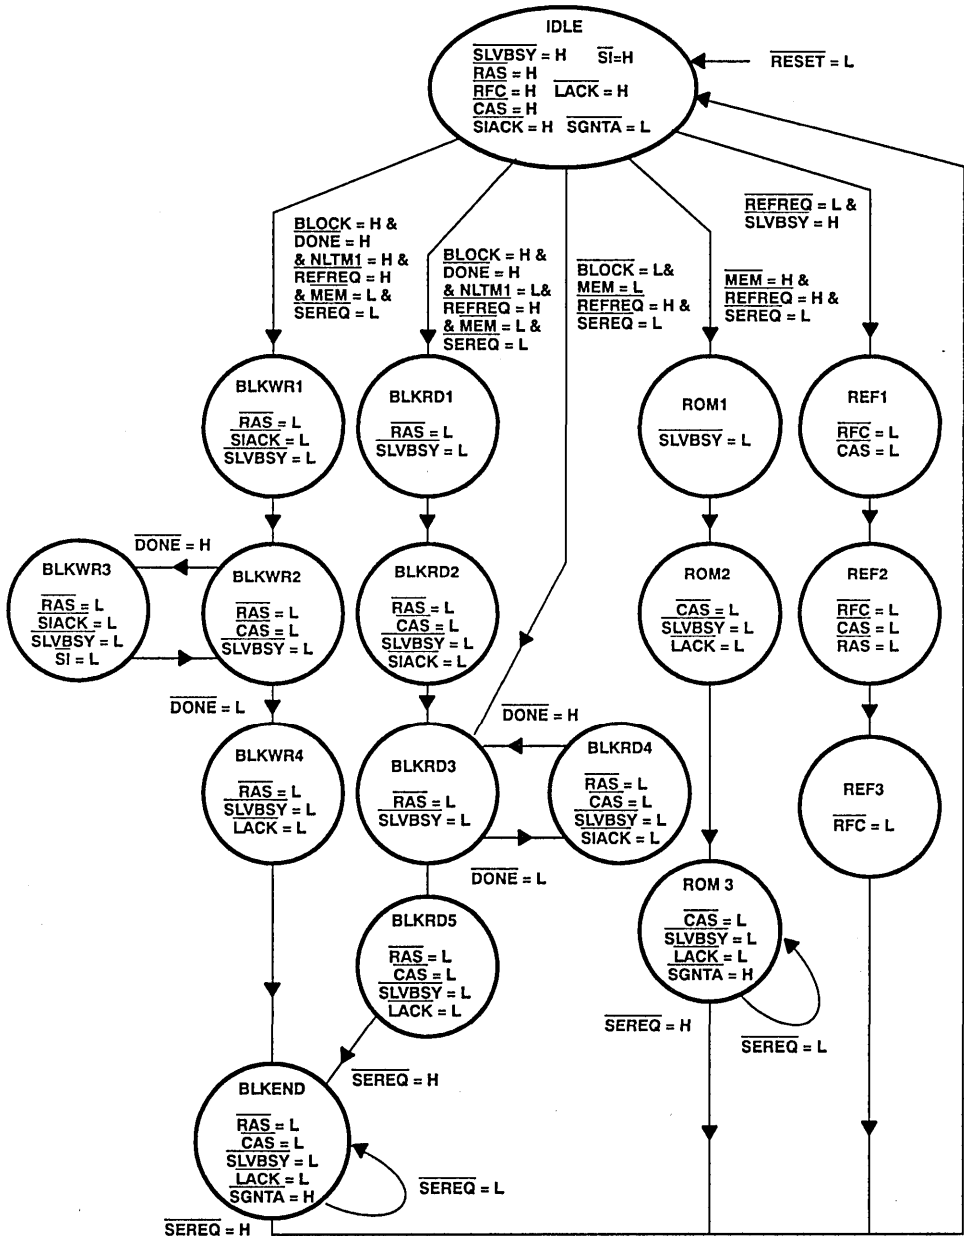 IDLE
SLVBSY = H SI=H
RAS = H
RFC = H LACK = H
CAS = H
SIACK = H SGNTA = L
RESET = L
BLOCK = H &
DONE = H
& NLTM1 = H &
REFREQ = H
& MEM = L &
SEREQ = L
BLOCK = H &
DONE = H
& NLTM1 = L&
REFREQ = H
& MEM = L &
SEREQ = L
BLOCK = L&
MEM = L
REFREQ = H &
SEREQ = L
MEM = H &
REFREQ = H &
SEREQ = L
REFREQ = L &
SLVBSY = H
BLKWR1
RAS = L
SIACK = L
SLVBSY = L
BLKRD1
RAS = L
SLVBSY = L
ROM1
SLVBSY = L
REF1
RFC = L
CAS = L
DONE = H
BLKWR3
RAS = L
SIACK = L
SLVBSY = L
SI = L
BLKWR2
RAS = L
CAS = L
SLVBSY = L
BLKRD2
RAS = L
CAS = L
SLVBSY = L
SIACK = L
ROM2
CAS = L
SLVBSY = L
LACK = L
REF2
RFC = L
CAS = L
RAS = L
DONE = L
DONE = H
BLKWR4
RAS = L
SLVBSY = L
LACK = L
BLKRD3
RAS = L
SLVBSY = L
BLKRD4
RAS = L
CAS = L
SLVBSY = L
SIACK = L
REF3
RFC = L
DONE = L
BLKRD5
RAS = L
CAS = L
SLVBSY = L
LACK = L
ROM 3
CAS = L
SLVBSY = L
LACK = L
SGNTA = H
SEREQ = H
SEREQ = L
SEREQ = H
BLKEND
RAS = L
CAS = L
SLVBSY = L
LACK = L
SGNTA = H
SEREQ = L
SEREQ = H